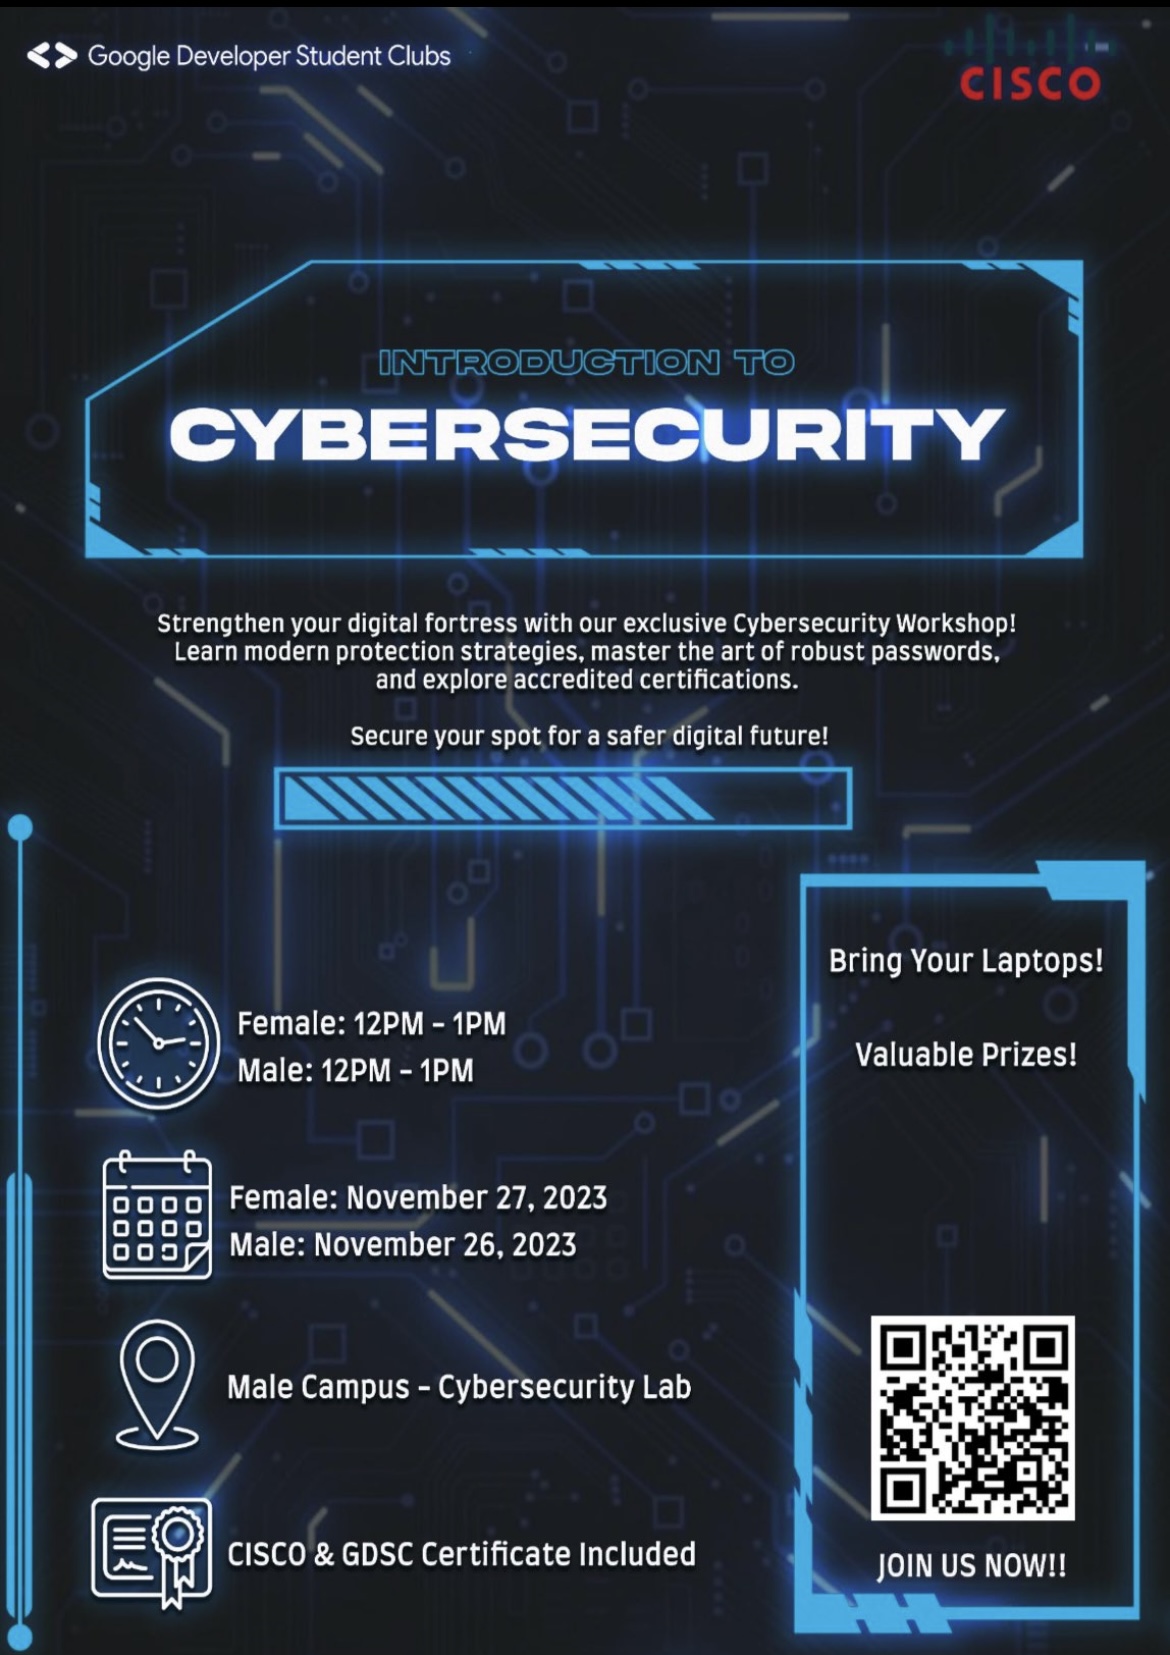 Google Developer Student Clubs
CISCO
INTRODUCTION TO
CYBERSECURITY
Strengthen your digital fortress with our exclusive Cybersecurity Workshop!
Learn modern protection strategies, master the art of robust passwords,
and explore accredited certifications.
Secure your spot for a safer digital future!
Female: 12PM - 1PM
Male: 12PM - 1PM
Female: November 27, 2023
Male: November 26, 2023
Male Campus - Cybersecurity Lab
CISCO & GDSC Certificate Included
Bring Your Laptops!
Valuable Prizes!
JOIN US NOW!!